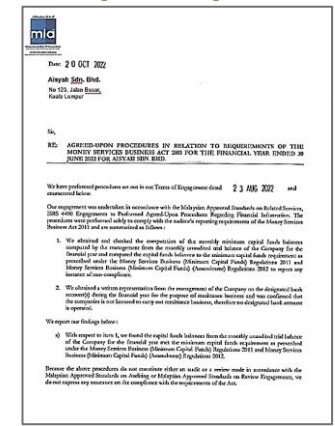 mia
Date: 20 OCT 2022
Aisyah Sdn. Bhd.
No 123, Jalan Besar,
Kuala Lumpur
Sir,
RE: AGREED-UPON PROCEDURES IN RELATION TO REQUIREMENTS OF THE
MONEY SERVICES BUSINESS ACT 2011 FOR THE FINANCIAL YEAR ENDED 30
JUNE 2022 FOR AISYAH SDN. BHD.
We have performed procedures set out in our Terms of Engagement dated 23 AUG 2022 and
enumerated below.
Our engagement was undertaken in accordance with the Malaysian Approved Standards on Related Services,
ISRS 4400 Engagements to Performed Agreed-Upon Procedures Regarding Financial Information. The
procedures were performed solely to comply with the auditor's reporting requirements of the Money Services
Business Act 2011 and are summarised as follows:
1. We obtained and checked the computation of the monthly minimum capital funds balances
computed by the management from the monthly unaudited trial balance of the Company for the
financial year and compared the capital funds balances to the minimum capital funds requirement as
prescribed under the Money Services Business (Minimum Capital Funds) Regulations 2011 and
Money Services Business (Minimum Capital Funds) (Amendment) Regulations 2012 to report any
instance of non-compliance.
2. We obtained a written representation from the management of the Company on the designated bank
account(s) during the financial year for the purpose of remittance business and was confirmed that
the companies is not licensed to carry out remittance business, therefore no designated bank account
is operated.
We report our findings below:
a) With respect to item 1, we found the capital funds balances from the monthly unaudited trial balance
of the Company for the financial year met the minimum capital funds requirement as prescribed
under the Money Services Business (Minimum Capital Funds) Regulations 2011 and Money Services
Business (Minimum Capital Funds) (Amendment) Regulations 2012.
Because the above procedures do not constitute either an audit or a review made in accordance with the
Malaysian Approved Standards on Auditing or Malaysian Approved Standards on Review Engagements, we
do not express any assurance on the compliance with the requirements of the Act.